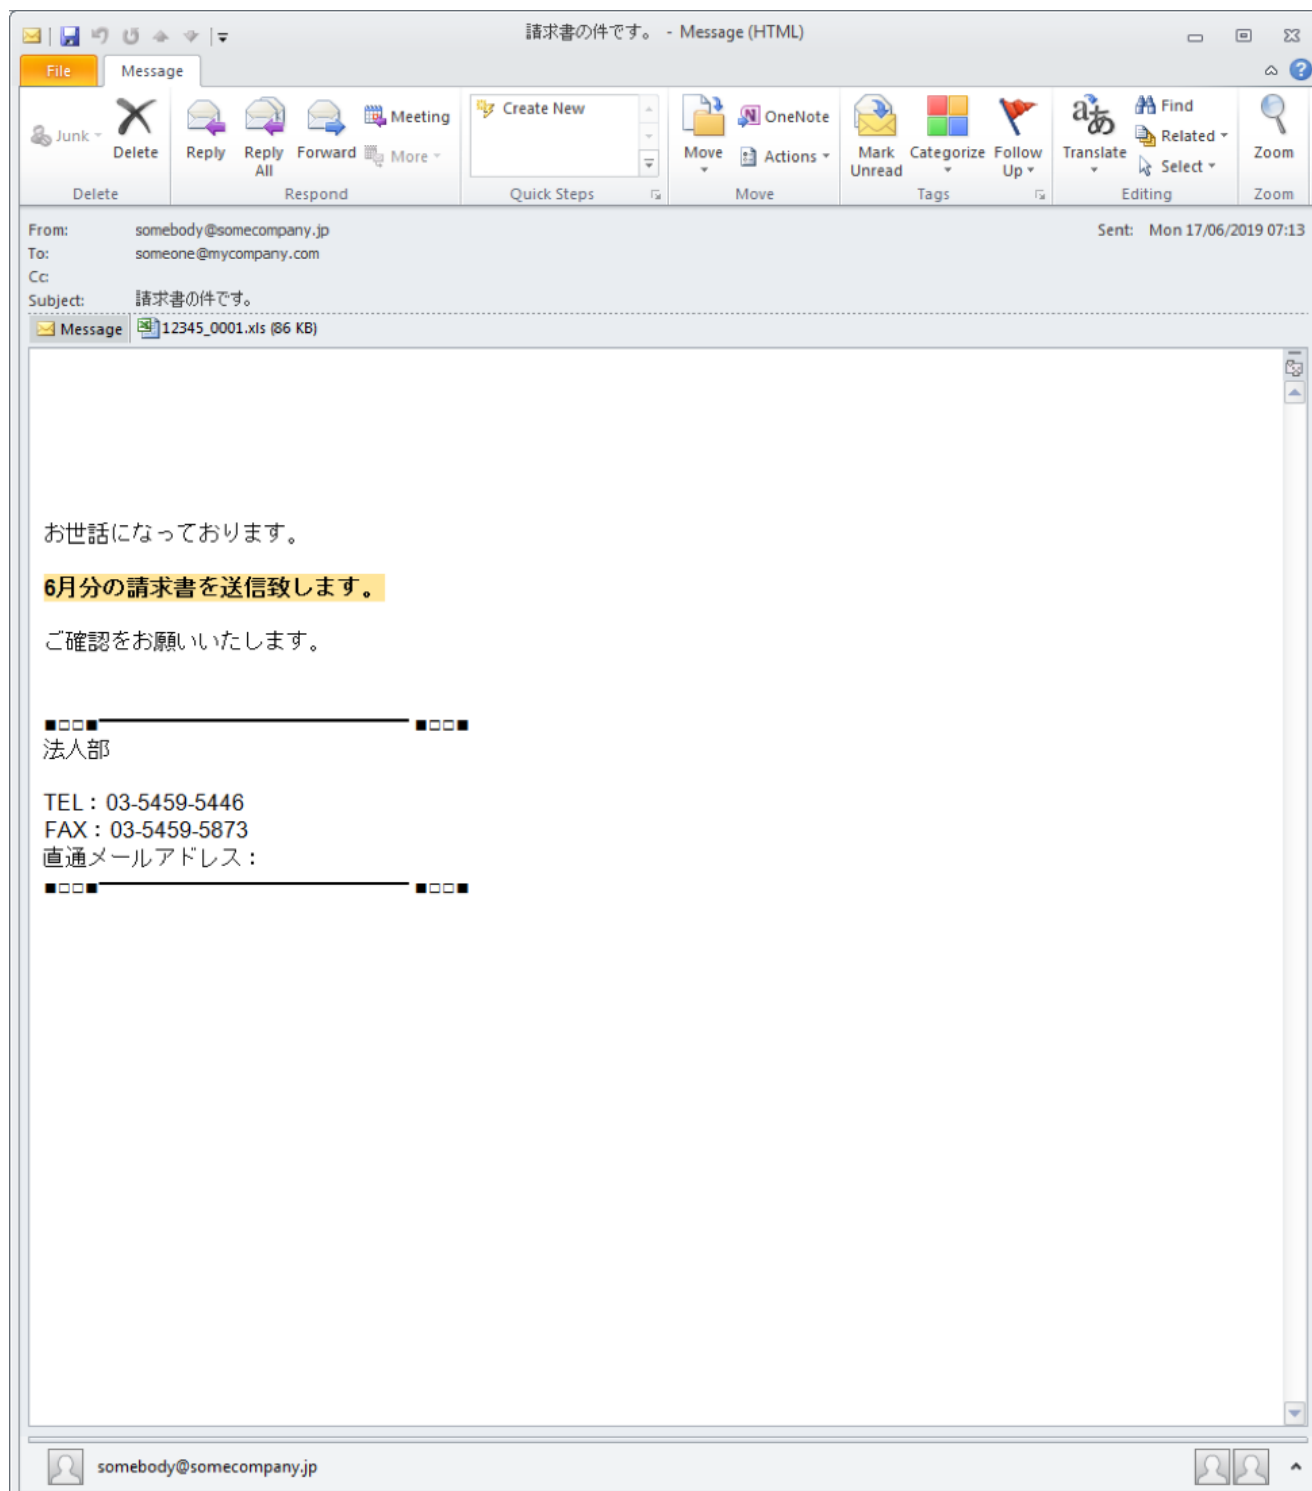 請求書の件です。 - Message (HTML)
File Message
Junk
Delete
Reply
Reply All
Forward
Meeting
More
Create New
Move
OneNote
Actions
Mark Unread
Categorize
Follow Up
Translate
Find
Related
Select
Zoom
Delete Respond Quick Steps Move Tags Editing Zoom
From: somebody@somecompany.jp Sent: Mon 17/06/2019 07:13
To: someone@mycompany.com
Cc:
Subject: 請求書の件です。
Message 12345_0001.xls (86 KB)
お世話になっております。
6月分の請求書を送信致します。
ご確認をお願いいたします。
■□□■━━━━━━━━━━━━━━━━■□□■
法人部
TEL：03-5459-5446
FAX：03-5459-5873
直通メールアドレス：
■□□■━━━━━━━━━━━━━━━━■□□■
somebody@somecompany.jp